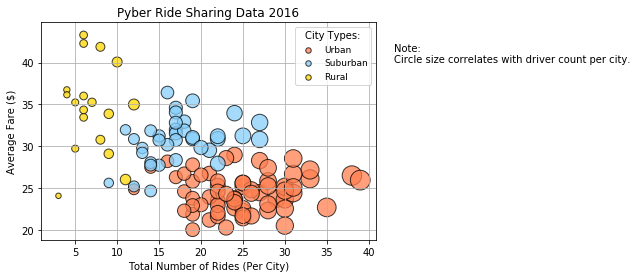 Pyber Ride Sharing Data 2016
City Types:
Urban
Suburban
Rural
Note:
Circle size correlates with driver count per city.
Average Fare ($)
40
35
30
25
20
5
10
15
20
25
30
35
40
Total Number of Rides (Per City)